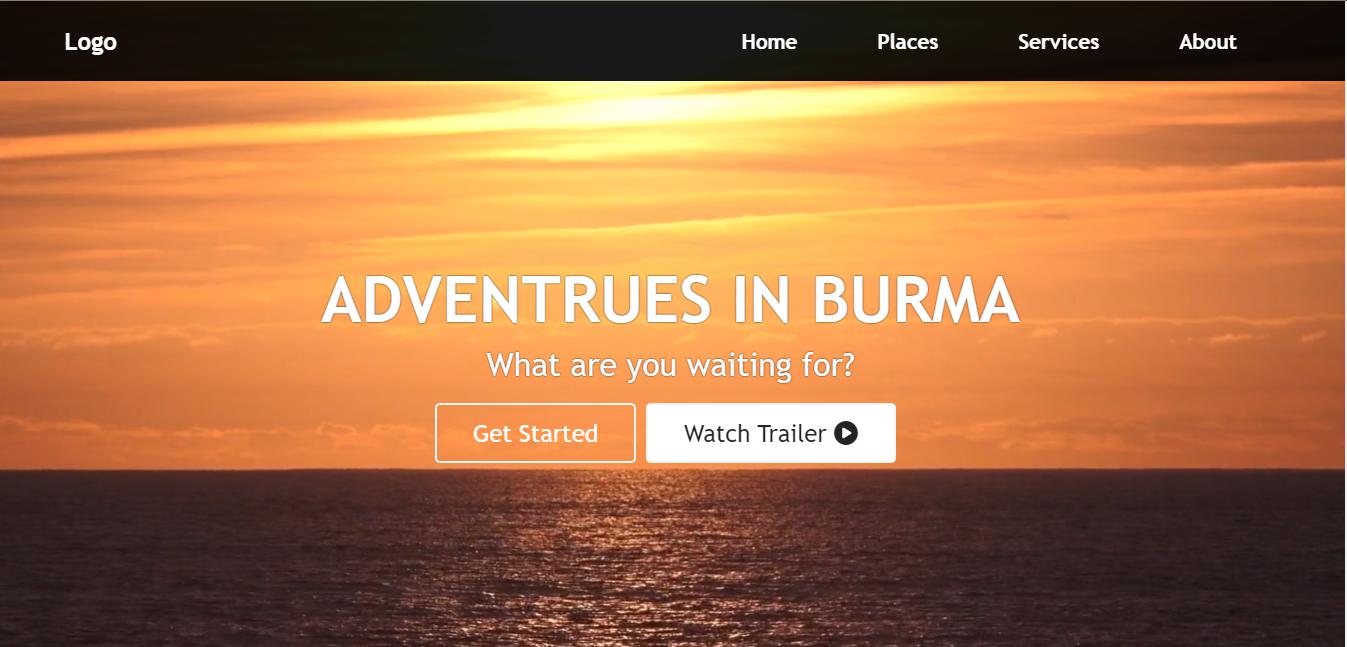 Logo
Home Places Services About
ADVENTRUES IN BURMA
What are you waiting for?
Get Started Watch Trailer